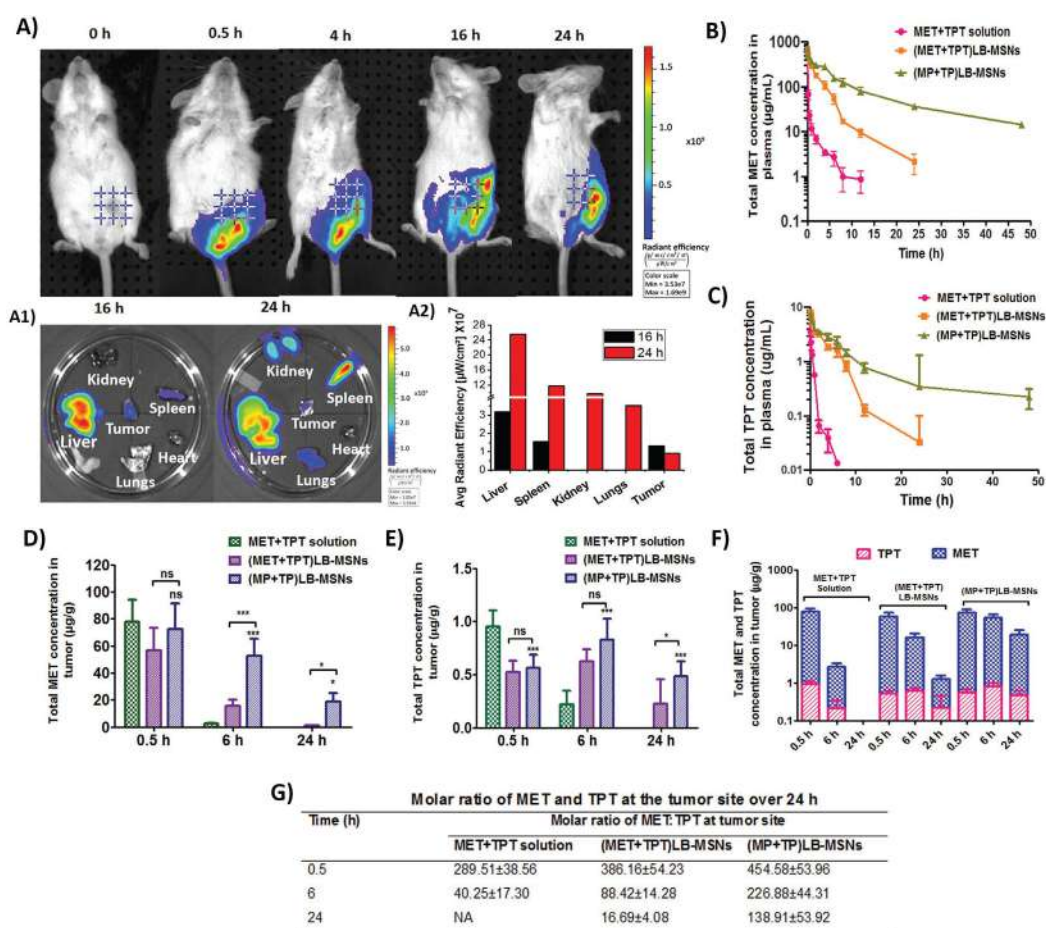 A)
0 h
0.5 h
4 h
16 h
24 h
1.5
1.0
0.5
x10⁹
Radiant efficiency
Color scale
Min = 3.53e7
Max = 1.69e9
A1)
16 h
24 h
Kidney
Spleen
Tumor
Liver
Heart
Lungs
Kidney
Spleen
Tumor
Liver
Heart
Lungs
5.0
4.0
3.0
2.0
1.0
Radiant efficiency
Color scale
A2)
Avg Radiant Efficiency [µW/cm²] X10⁷
28
24
20
16
12
8
3
2
1
0
16 h
24 h
Liver
Spleen
Kidney
Lungs
Tumor
B)
MET+TPT solution
(MET+TPT)LB-MSNs
(MP+TP)LB-MSNs
Total MET concentration in
plasma (µg/mL)
1000
100
10
1
0.1
0 5 10 15 20 25 30 35 40 45 50
Time (h)
C)
MET+TPT solution
(MET+TPT)LB-MSNs
(MP+TP)LB-MSNs
Total TPT concentration
in plasma (ug/mL)
10
1
0.1
0.01
0 10 20 30 40 50
Time (h)
D)
MET+TPT solution
(MET+TPT)LB-MSNs
(MP+TP)LB-MSNs
Total MET concentration in
tumor (µg/g)
120
100
80
60
40
20
0
ns
ns
***
***
*
*
0.5 h
6 h
24 h
E)
MET+TPT solution
(MET+TPT)LB-MSNs
(MP+TP)LB-MSNs
Total TPT concentration in
tumor (µg/g)
1.5
1.0
0.5
0.0
ns
***
ns
***
*
***
0.5 h
6 h
24 h
F)
TPT
MET
MET+TPT
Solution
(MET+TPT)
LB-MSNs
(MP+TP)LB-MSNs
Total MET and TPT
concentration in tumor (µg/g)
1000
100
10
1
0.1
0.5 h
6 h
24 h
0.5 h
6 h
24 h
0.5 h
6 h
24 h
G)
Molar ratio of MET and TPT at the tumor site over 24 h
Time (h)
Molar ratio of MET:TPT at tumor site
MET+TPT solution
(MET+TPT)LB-MSNs
(MP+TP)LB-MSNs
0.5 289.51±38.56 386.16±54.23 454.58±53.96
6 40.25±17.30 88.42±14.28 226.88±44.31
24 NA 16.69±4.08 138.91±53.92